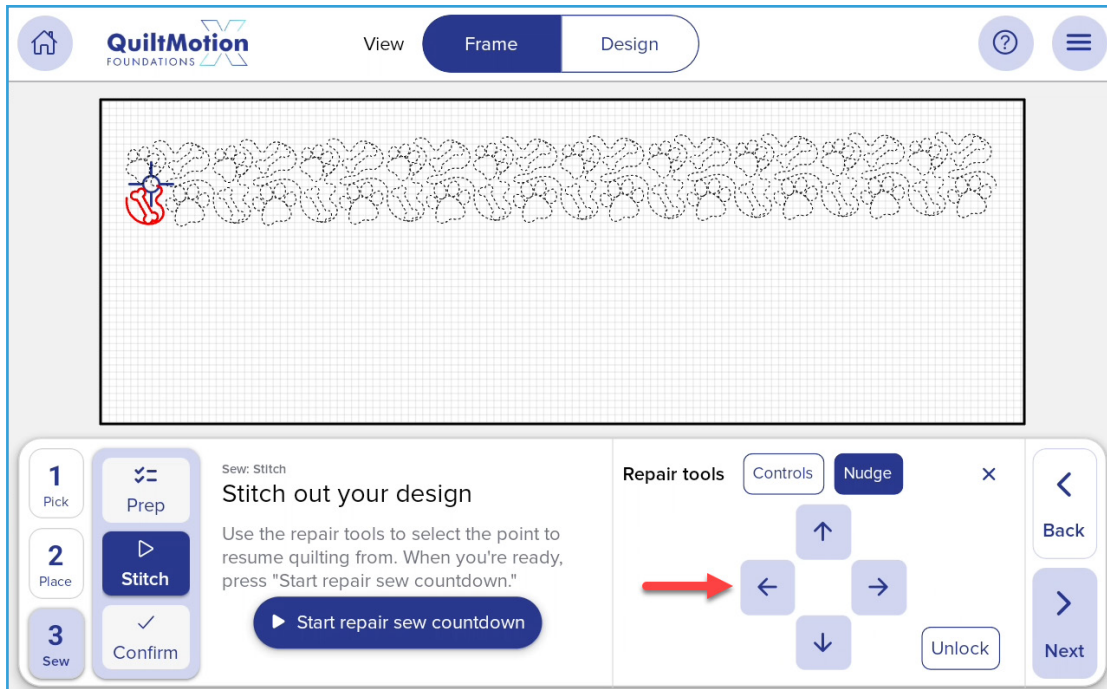 QuiltMotion
FOUNDATIONS
View
Frame
Design
1
Pick
2
Place
3
Sew
Prep
Stitch
Confirm
Sew: Stitch
Stitch out your design
Use the repair tools to select the point to
resume quilting from. When you're ready,
press "Start repair sew countdown."
Start repair sew countdown
Repair tools
Controls
Nudge
Unlock
Back
Next